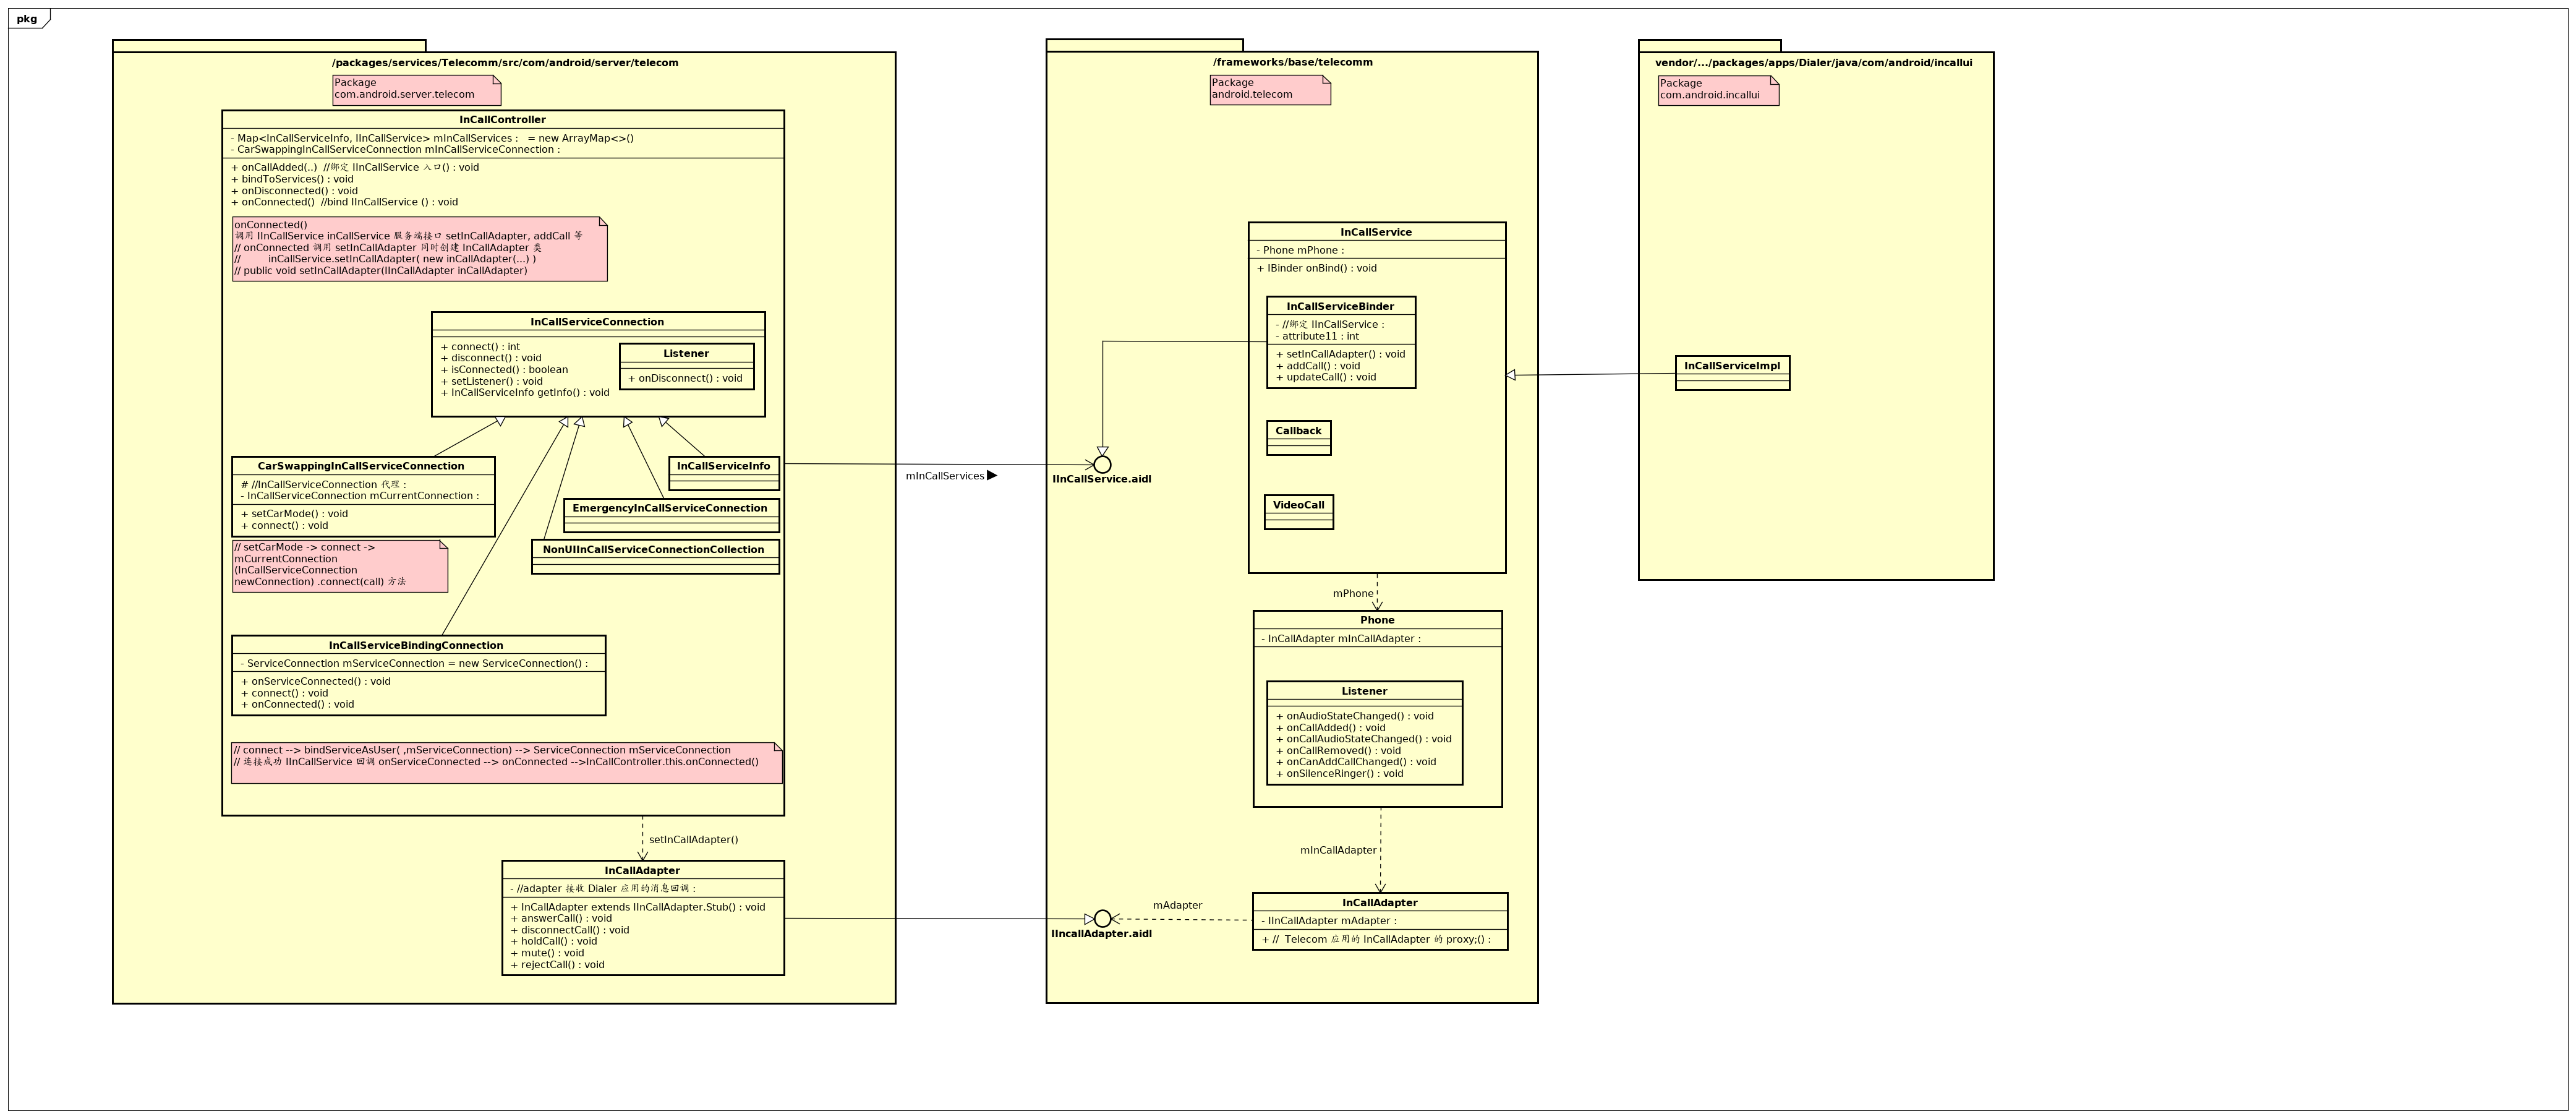 pkg
/packages/services/Telecomm/src/com/android/server/telecom
Package
com.android.server.telecom
InCallController
- Map<InCallServiceInfo, IInCallService> mInCallServices :   = new ArrayMap<>()
- CarSwappingInCallServiceConnection mInCallServiceConnection :
+ onCallAdded(..)  //绑定 IInCallService 入口() : void
+ bindToServices() : void
+ onDisconnected() : void
+ onConnected()  //bind IInCallService () : void
onConnected()
调用 IInCallService inCallService 服务端接口 setInCallAdapter, addCall 等
// onConnected 调用 setInCallAdapter 同时创建 InCallAdapter 类
//         inCallService.setInCallAdapter( new inCallAdapter(...) )
// public void setInCallAdapter(IInCallAdapter inCallAdapter)
InCallServiceConnection
+ connect() : int
+ disconnect() : void
+ isConnected() : boolean
+ setListener() : void
+ InCallServiceInfo getInfo() : void
Listener
+ onDisconnect() : void
CarSwappingInCallServiceConnection
# //InCallServiceConnection 代理 :
- InCallServiceConnection mCurrentConnection :
+ setCarMode() : void
+ connect() : void
InCallServiceInfo
EmergencyInCallServiceConnection
NonUIInCallServiceConnectionCollection
// setCarMode -> connect ->
mCurrentConnection
(InCallServiceConnection
newConnection) .connect(call) 方法
InCallServiceBindingConnection
- ServiceConnection mServiceConnection = new ServiceConnection() :
+ onServiceConnected() : void
+ connect() : void
+ onConnected() : void
// connect --> bindServiceAsUser( ,mServiceConnection) --> ServiceConnection mServiceConnection
// 连接成功 IInCallService 回调 onServiceConnected --> onConnected -->InCallController.this.onConnected()
setInCallAdapter()
InCallAdapter
- //adapter 接收 Dialer 应用的消息回调 :
+ InCallAdapter extends IInCallAdapter.Stub() : void
+ answerCall() : void
+ disconnectCall() : void
+ holdCall() : void
+ mute() : void
+ rejectCall() : void
mInCallServices
/frameworks/base/telecomm
Package
android.telecom
InCallService
- Phone mPhone :
+ IBinder onBind() : void
InCallServiceBinder
- //绑定 IInCallService :
- attribute11 : int
+ setInCallAdapter() : void
+ addCall() : void
+ updateCall() : void
Callback
VideoCall
IInCallService.aidl
mPhone
Phone
- InCallAdapter mInCallAdapter :
Listener
+ onAudioStateChanged() : void
+ onCallAdded() : void
+ onCallAudioStateChanged() : void
+ onCallRemoved() : void
+ onCanAddCallChanged() : void
+ onSilenceRinger() : void
mInCallAdapter
mAdapter
IIncallAdapter.aidl
InCallAdapter
- IInCallAdapter mAdapter :
+ //  Telecom 应用的 InCallAdapter 的 proxy;() :
vendor/.../packages/apps/Dialer/java/com/android/incallui
Package
com.android.incallui
InCallServiceImpl